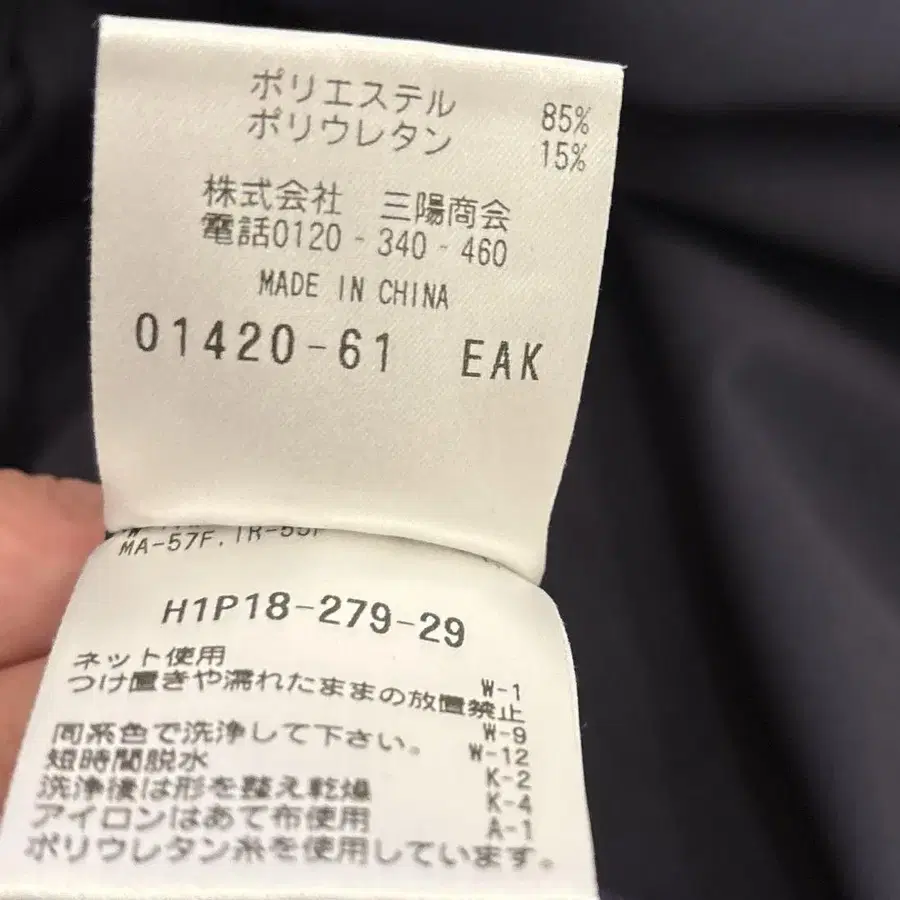 ポリエステル 85%
ポリウレタン 15%
株式会社 三陽商会
電話0120-340-460
MADE IN CHINA
01420-61 EAK
MA-57F.
H1P18-279-29
ネット使用 W-1
つけ置きや濡れたままの放置禁止
W-9
同系色で洗浄して下さい。 W-12
短時間脱水 K-2
洗浄後は形を整え乾燥 K-4
アイロンはあて布使用 A-1
ポリウレタン糸を使用しています。